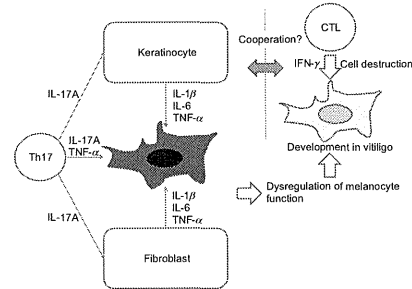 Keratinocyte
IL-17A
IL-1β
IL-6
TNF-α
Th17
IL-17A
TNF-α
IL-1β
IL-6
TNF-α
IL-17A
Fibroblast
Cooperation?
CTL
IFN-γ
Cell destruction
Development in vitiligo
Dysregulation of melanocyte
function